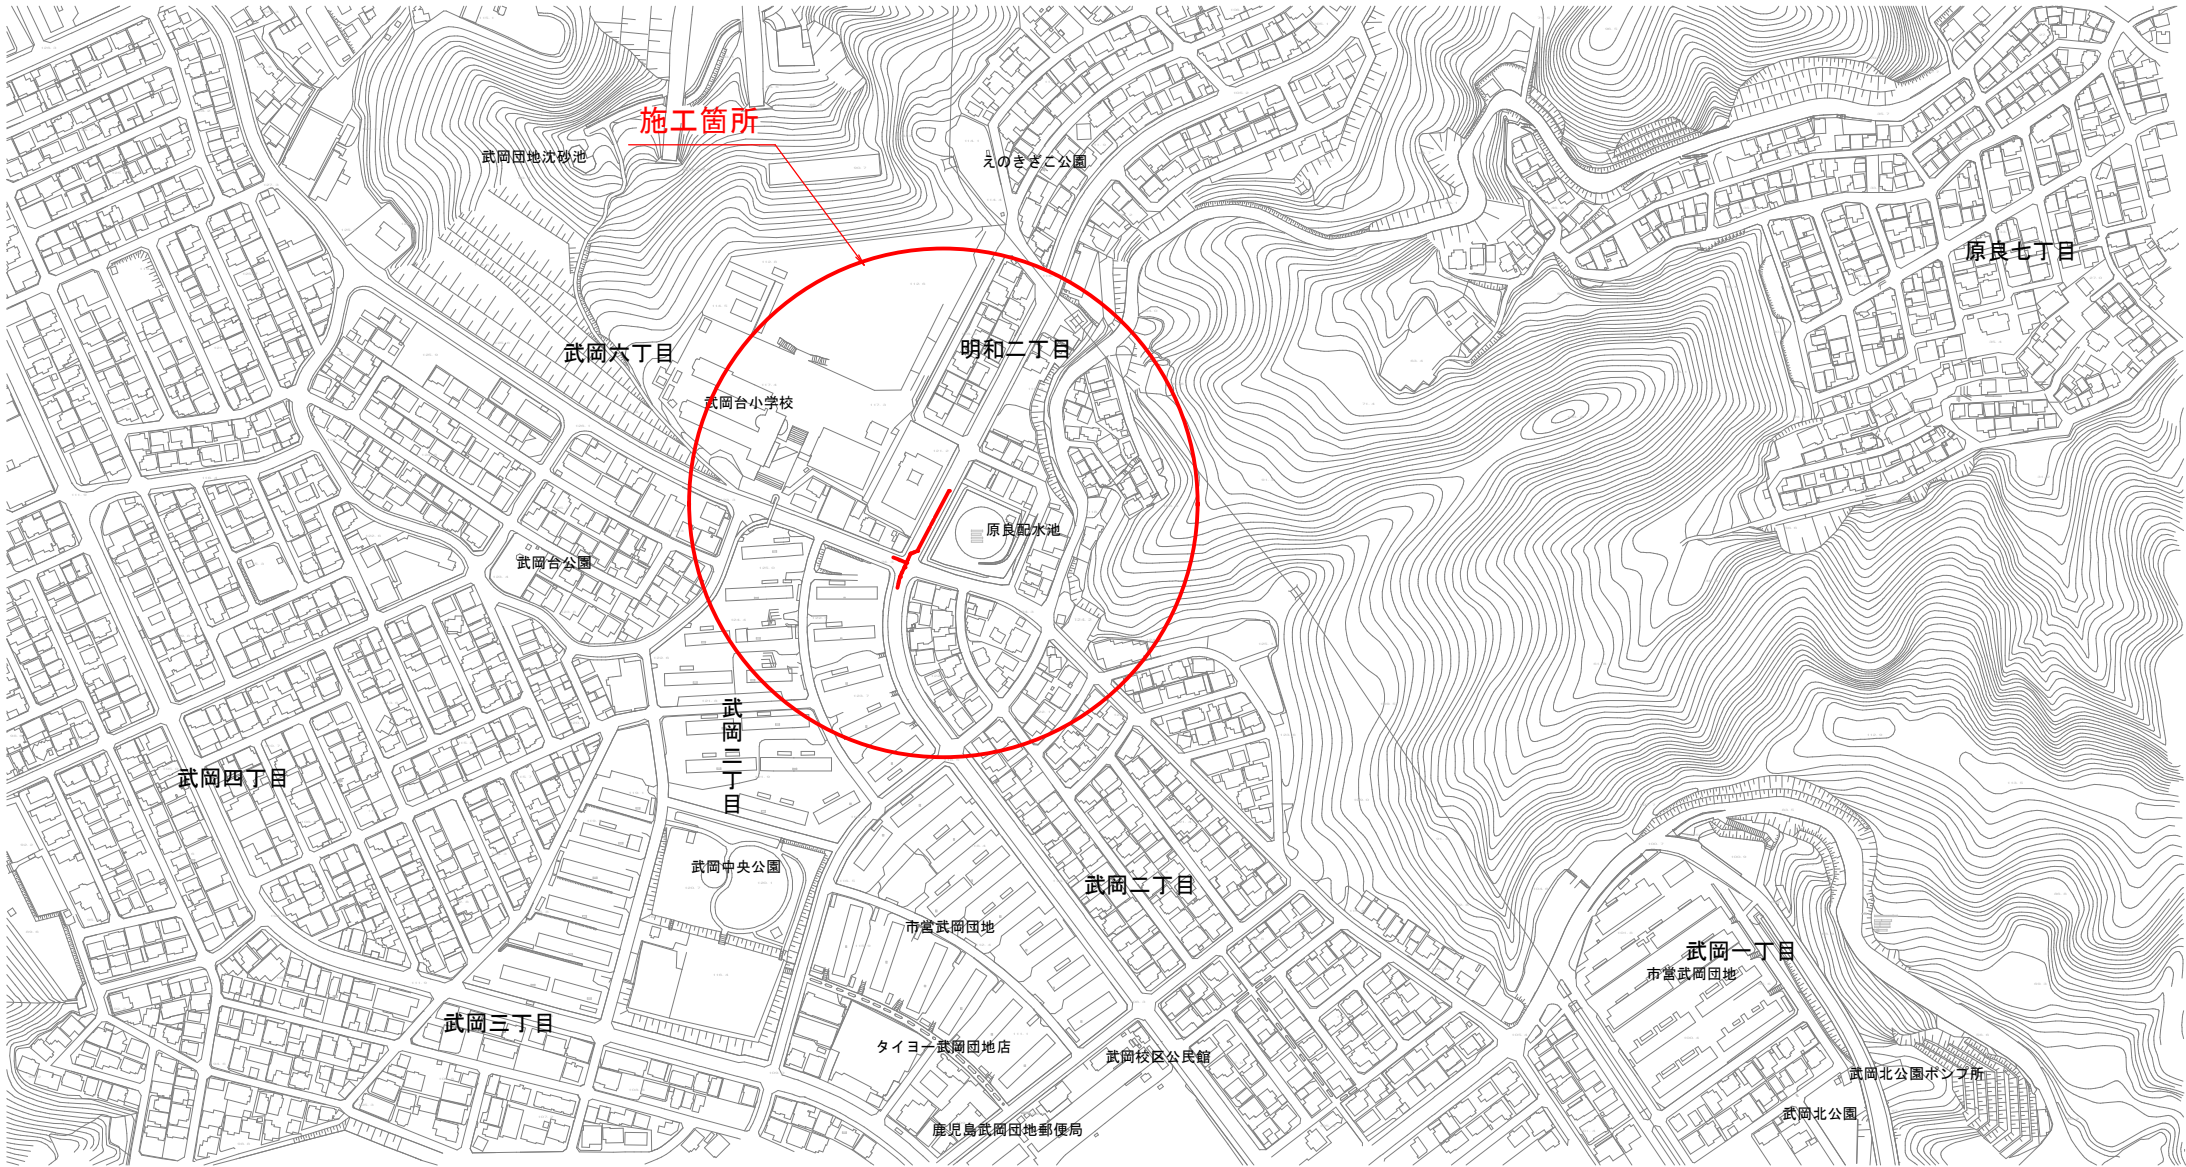 施工箇所
武岡団地沈砂池
えのきざこ公園
原良七丁目
武岡六丁目
明和二丁目
武岡台小学校
原良配水池
武岡台公園
武岡二丁目
武岡四丁目
武岡中央公園
武岡二丁目
市営武岡団地
武岡一丁目
市営武岡団地
武岡三丁目
タイヨー武岡団地店
武岡校区公民館
武岡北公園ポンプ所
武岡北公園
鹿児島武岡団地郵便局